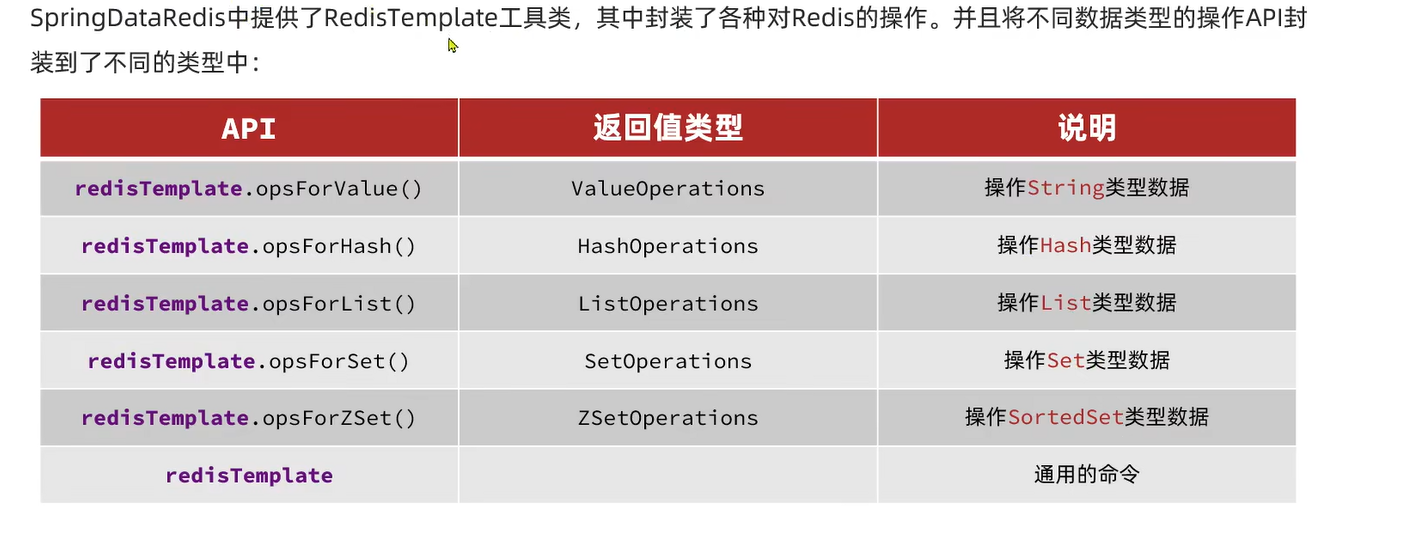 SpringDataRedis中提供了RedisTemplate工具类，其中封装了各种对Redis的操作。并且将不同数据类型的操作API封
装到了不同的类型中：
API 返回值类型 说明
redisTemplate.opsForValue() ValueOperations 操作String类型数据
redisTemplate.opsForHash() HashOperations 操作Hash类型数据
redisTemplate.opsForList() ListOperations 操作List类型数据
redisTemplate.opsForSet() SetOperations 操作Set类型数据
redisTemplate.opsForZSet() ZSetOperations 操作SortedSet类型数据
redisTemplate 通用的命令